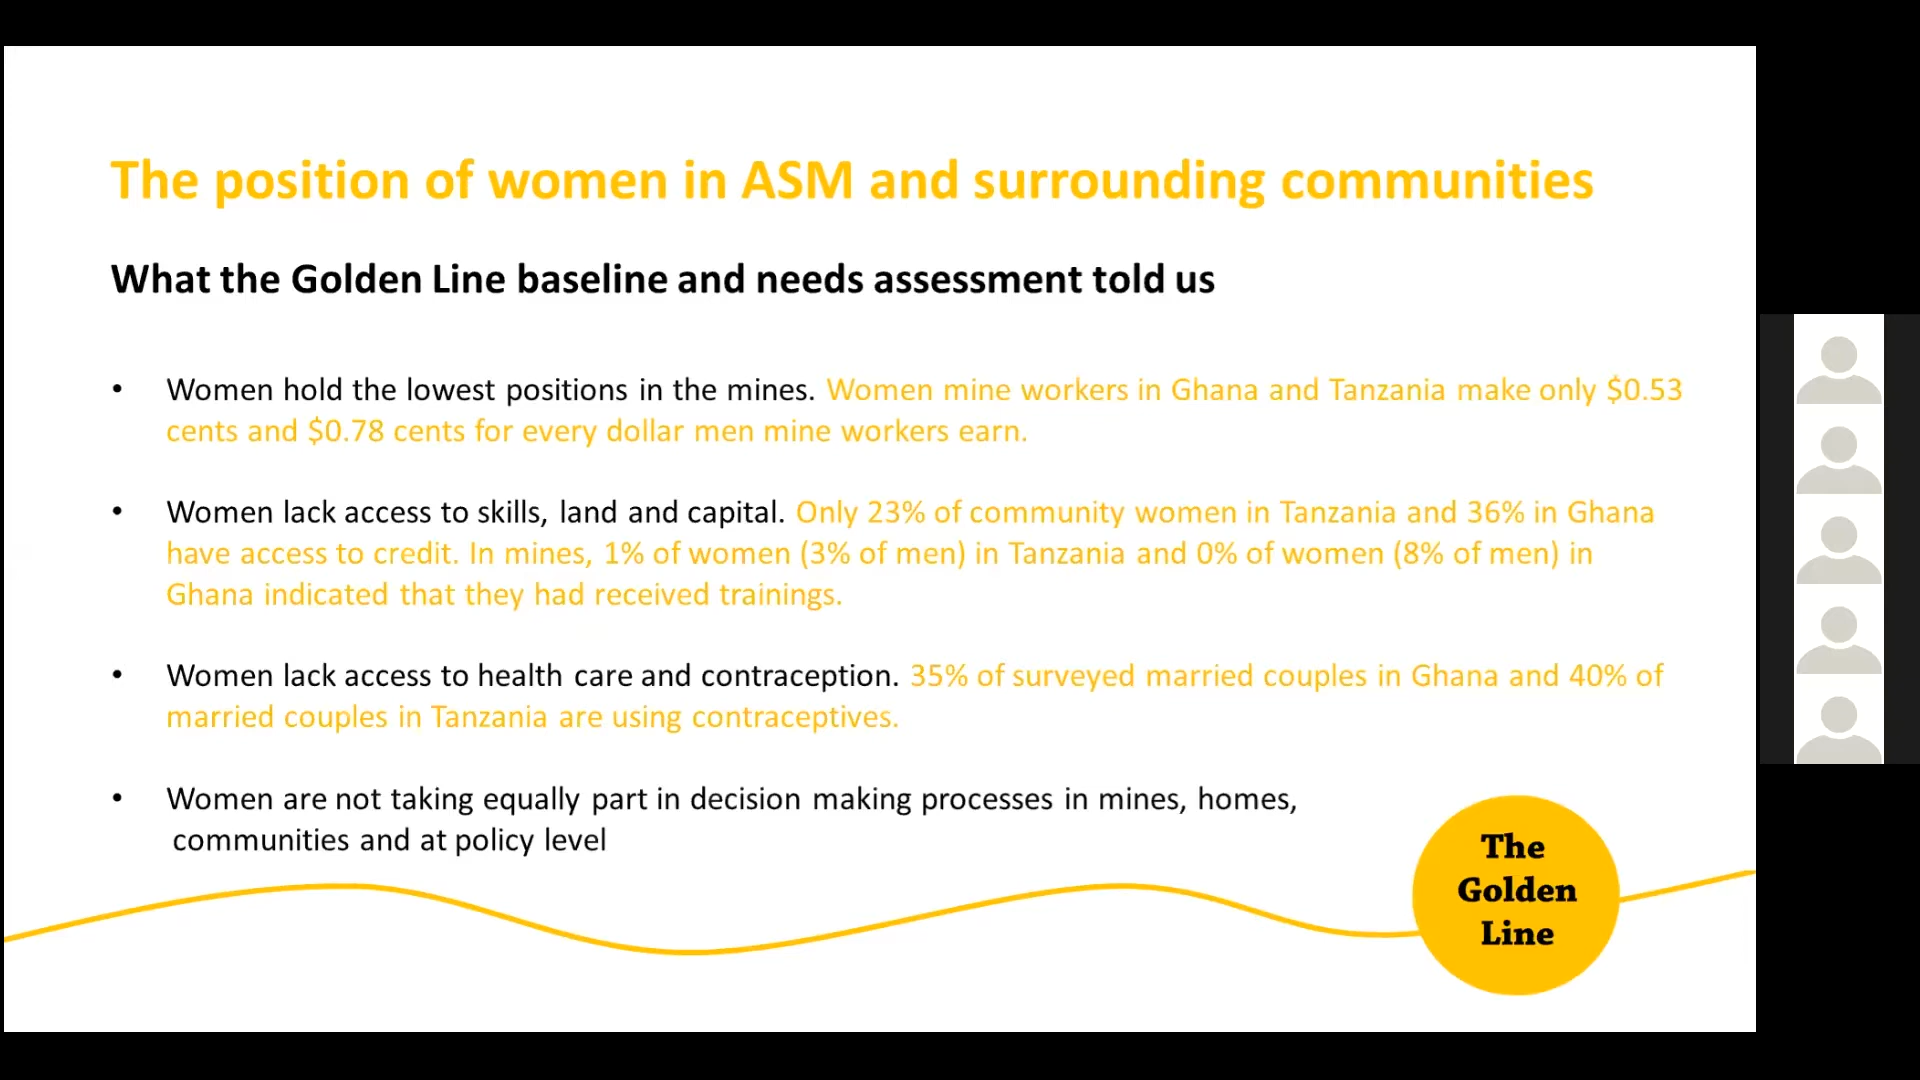 The position of women in ASM and surrounding communities
What the Golden Line baseline and needs assessment told us
• Women hold the lowest positions in the mines. Women mine workers in Ghana and Tanzania make only $0.53
cents and $0.78 cents for every dollar men mine workers earn.
• Women lack access to skills, land and capital. Only 23% of community women in Tanzania and 36% in Ghana
have access to credit. In mines, 1% of women (3% of men) in Tanzania and 0% of women (8% of men) in
Ghana indicated that they had received trainings.
• Women lack access to health care and contraception. 35% of surveyed married couples in Ghana and 40% of
married couples in Tanzania are using contraceptives.
• Women are not taking equally part in decision making processes in mines, homes,
communities and at policy level
The
Golden
Line